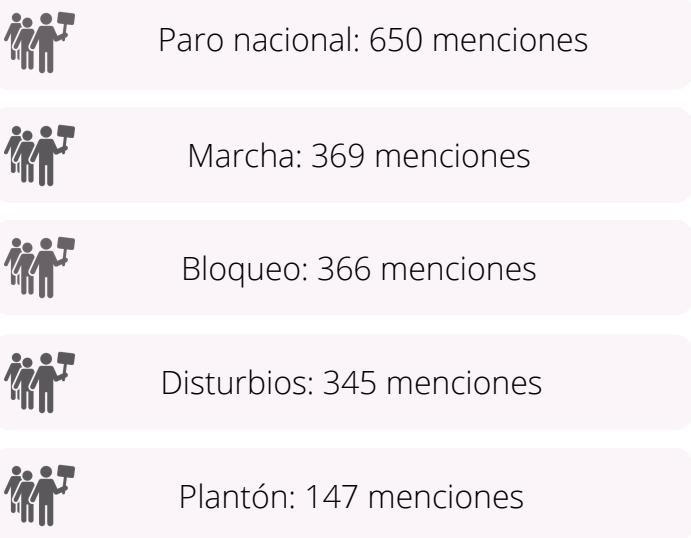 Paro nacional: 650 menciones
Marcha: 369 menciones
Bloqueo: 366 menciones
Disturbios: 345 menciones
Plantón: 147 menciones